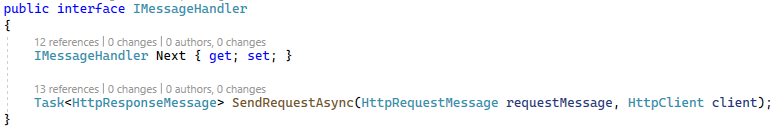 public interface IMessageHandler
{
12 references | 0 changes | 0 authors, 0 changes
IMessageHandler Next { get; set; }
13 references | 0 changes | 0 authors, 0 changes
Task<HttpResponseMessage> SendRequestAsync(HttpRequestMessage requestMessage, HttpClient client);
}